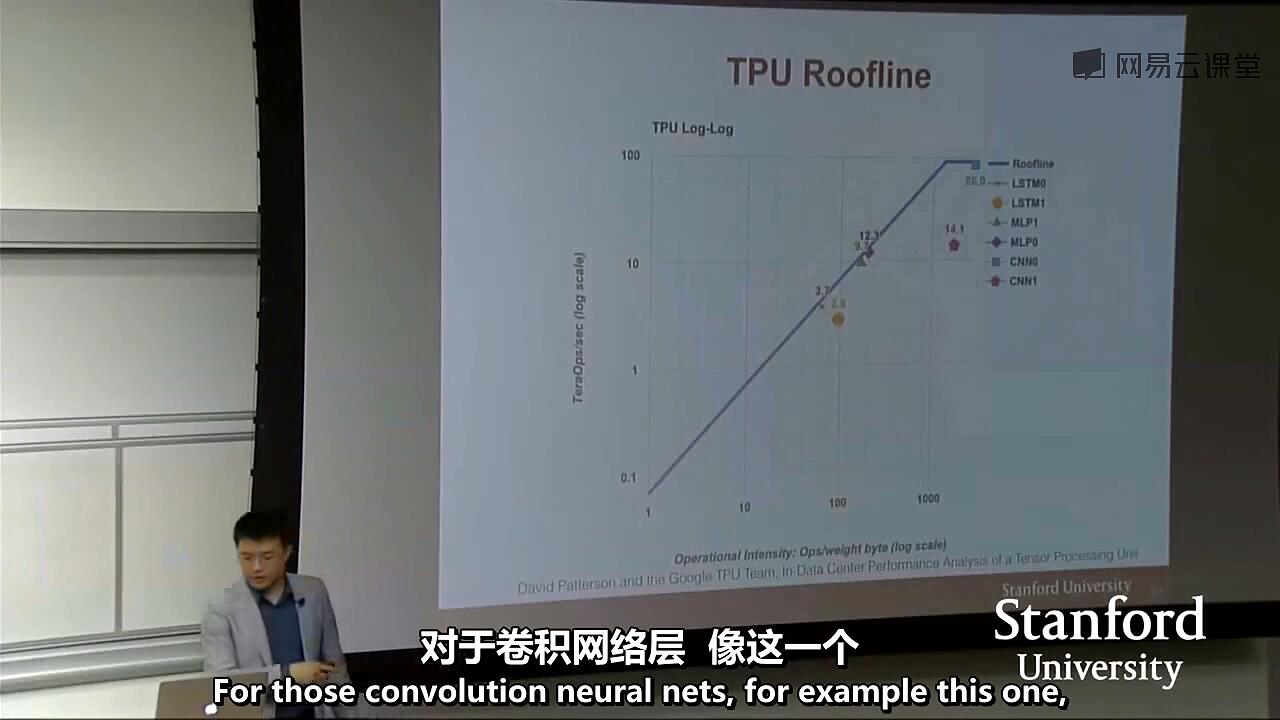 TPU Roofline
网易云课堂
TPU Log-Log
100
10
1
0.1
TeraOps/sec (log scale)
1
10
100
1000
Operational Intensity: Ops/weight byte (log scale)
Roofline
LSTM0
LSTM1
MLP1
MLP0
CNN0
CNN1
86.0
14.1
12.3
9.7
3.7
2.8
David Patterson and the Google TPU Team, In-Data Center Performance Analysis of a Tensor Processing Unit
Stanford University
Stanford
University
对于卷积网络层 像这一个
For those convolution neural nets, for example this one,